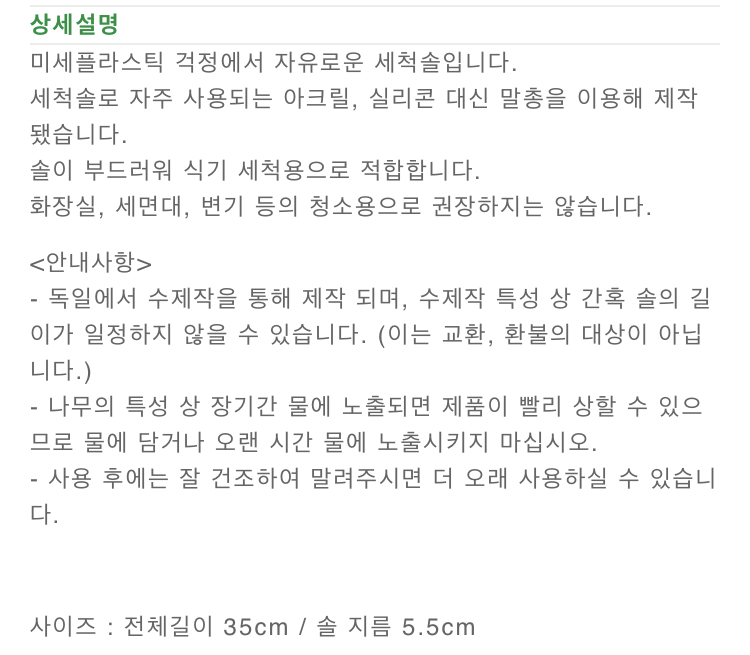 상세설명
미세플라스틱 걱정에서 자유로운 세척솔입니다.
세척솔로 자주 사용되는 아크릴, 실리콘 대신 말총을 이용해 제작
됐습니다.
솔이 부드러워 식기 세척용으로 적합합니다.
화장실, 세면대, 변기 등의 청소용으로 권장하지는 않습니다.
<안내사항>
- 독일에서 수제작을 통해 제작 되며, 수제작 특성 상 간혹 솔의 길
이가 일정하지 않을 수 있습니다. (이는 교환, 환불의 대상이 아닙
니다.)
- 나무의 특성 상 장기간 물에 노출되면 제품이 빨리 상할 수 있으
므로 물에 담거나 오랜 시간 물에 노출시키지 마십시오.
- 사용 후에는 잘 건조하여 말려주시면 더 오래 사용하실 수 있습니
다.
사이즈 : 전체길이 35cm / 솔 지름 5.5cm